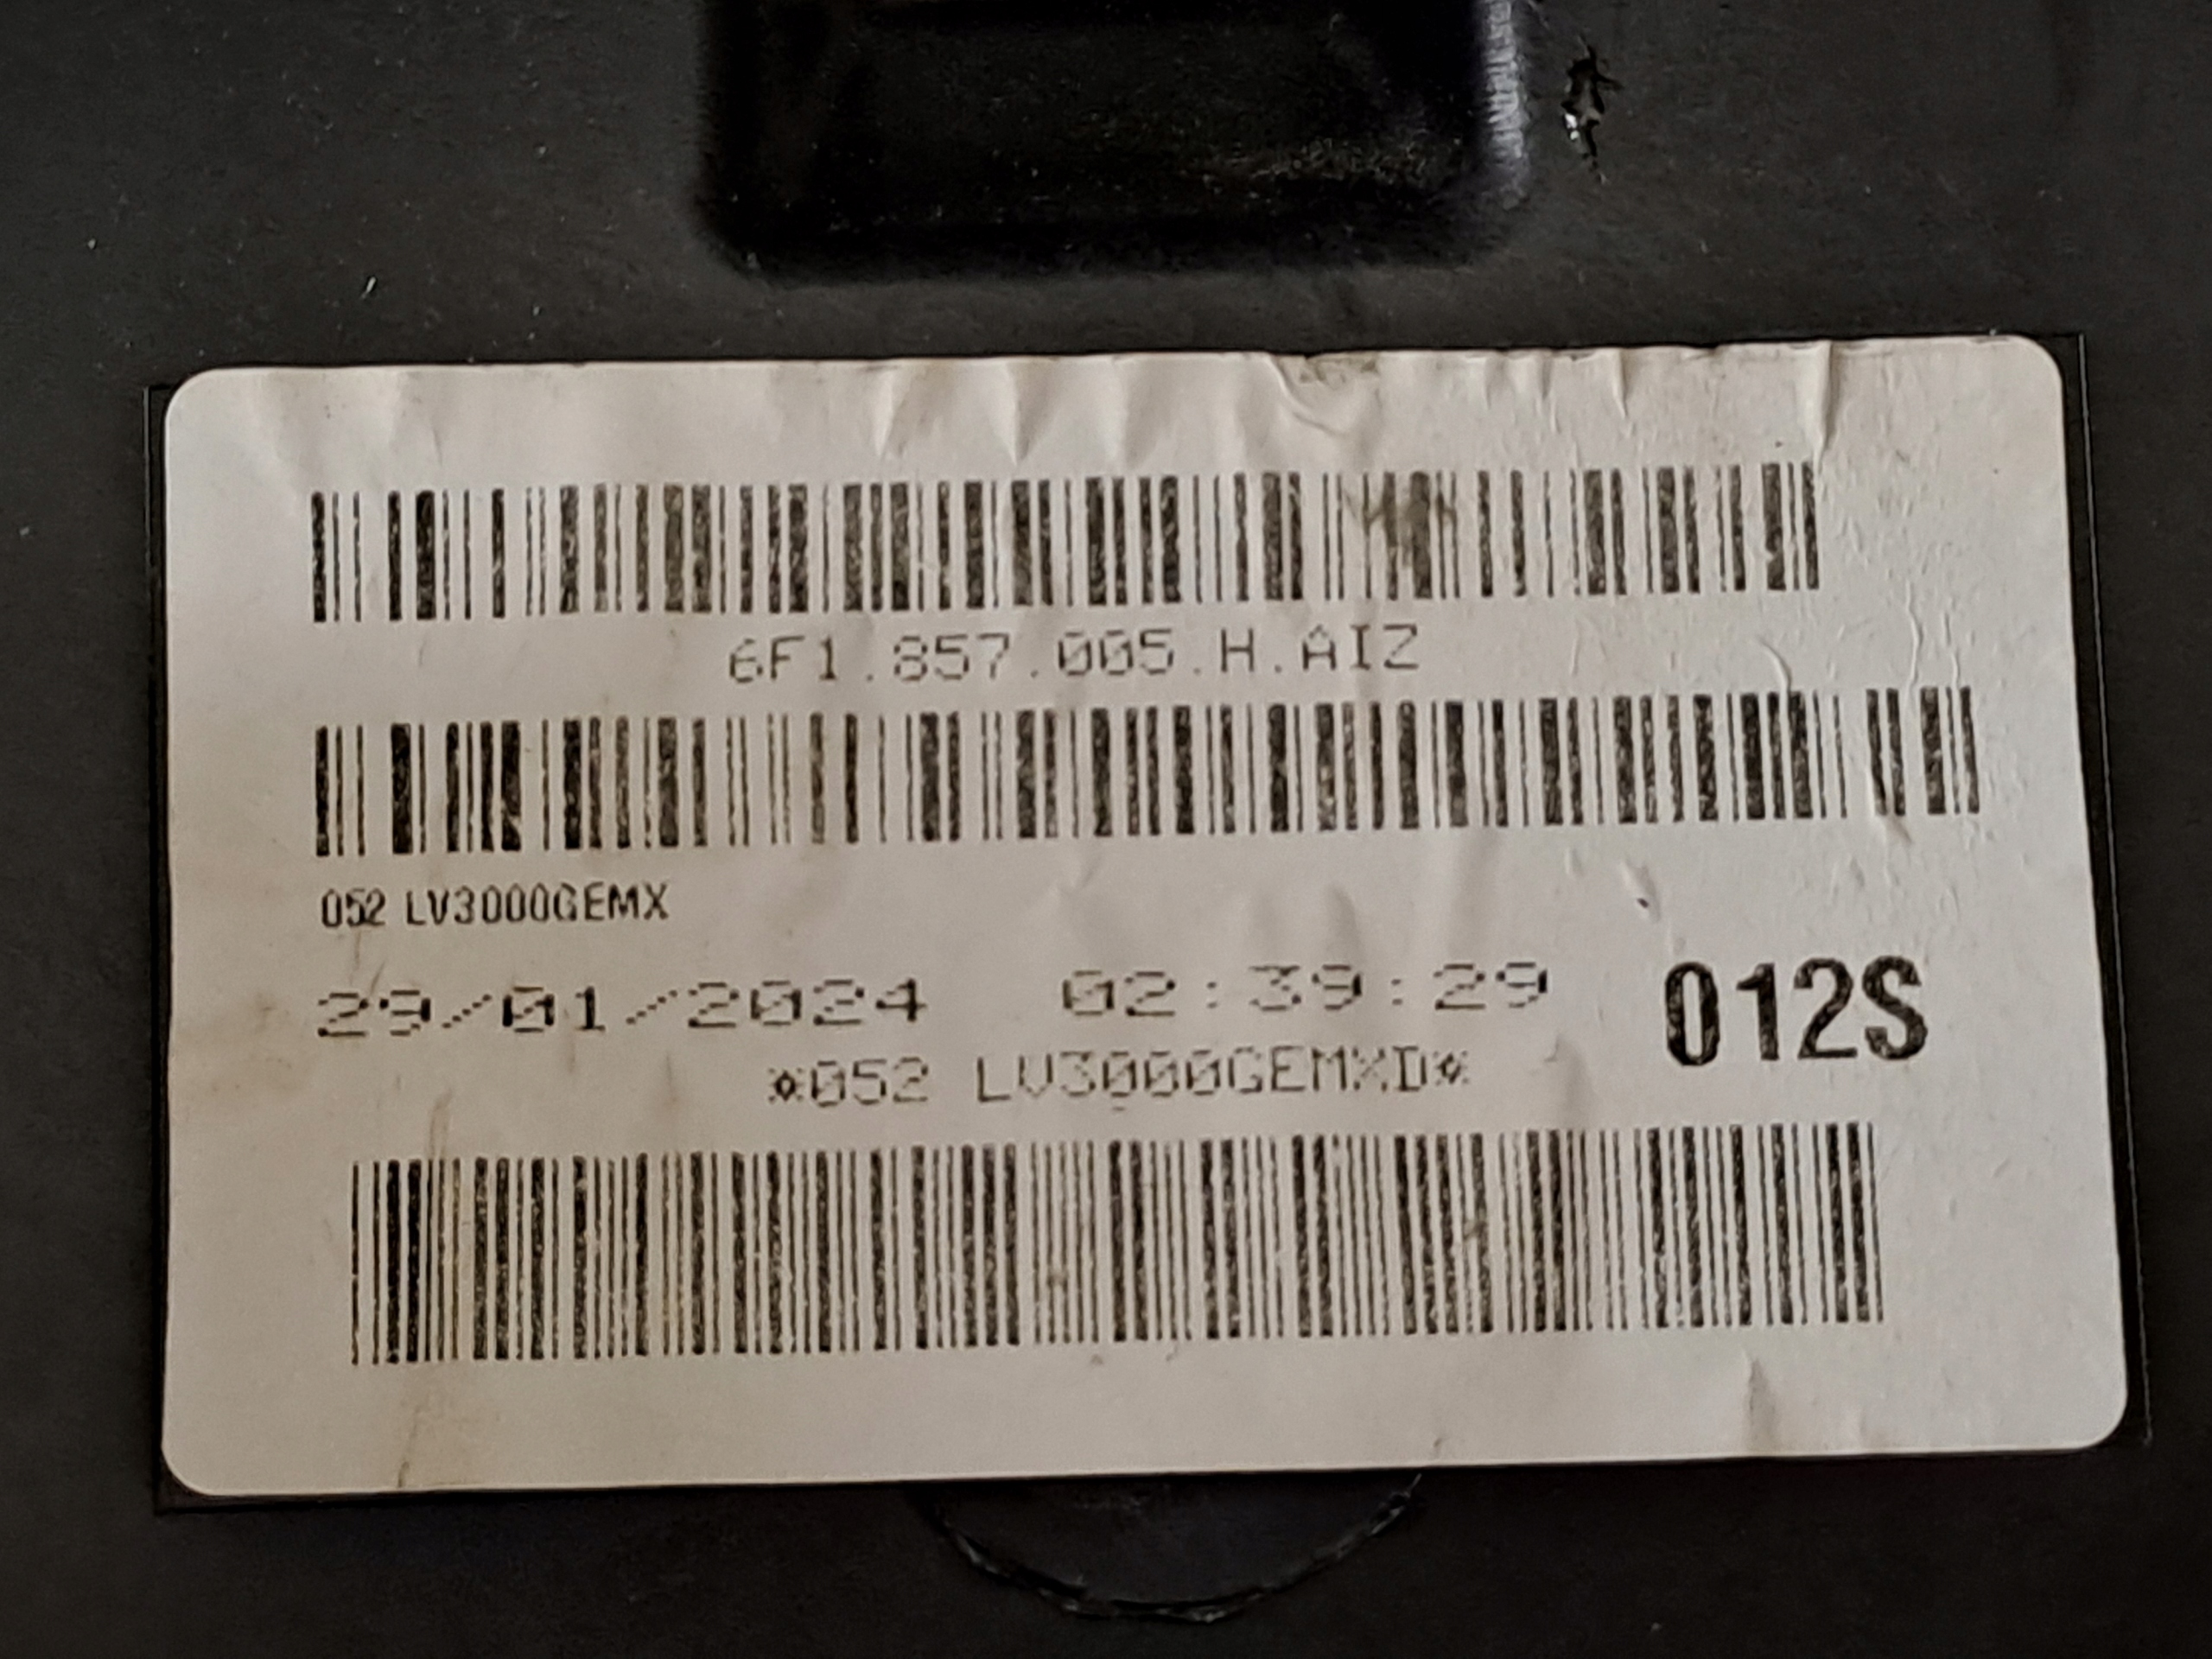 6F1.857.005.H.AIZ
052 LV3000GEMX
29/01/2024 02:39:29 012S
*052 LV3000GEMXD*